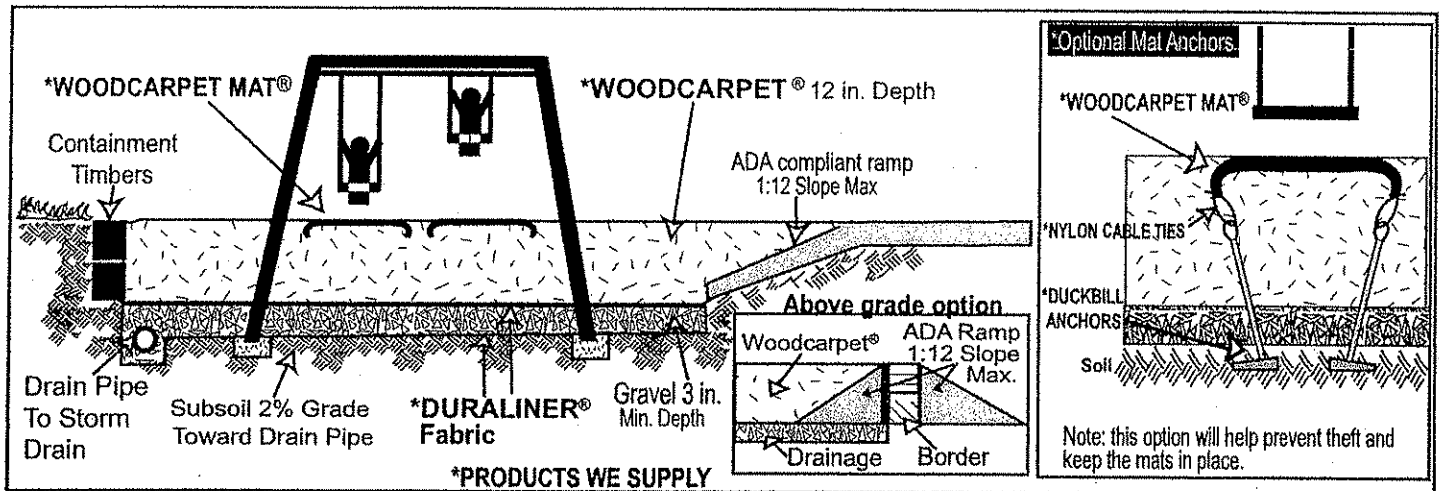 *WOODCARPET MAT®
*WOODCARPET ® 12 in. Depth
Containment
Timbers
ADA compliant ramp
1:12 Slope Max
Drain Pipe
To Storm
Drain
Subsoil 2% Grade
Toward Drain Pipe
*DURALINER®
Fabric
Gravel 3 in.
Min. Depth
*PRODUCTS WE SUPPLY
Above grade option
Woodcarpet®
ADA Ramp
1:12 Slope
Max.
Drainage
Border
*Optional Mat Anchors.
*WOODCARPET MAT®
*NYLON CABLE TIES
*DUCKBILL
ANCHORS
Soil
Note: this option will help prevent theft and
keep the mats in place.